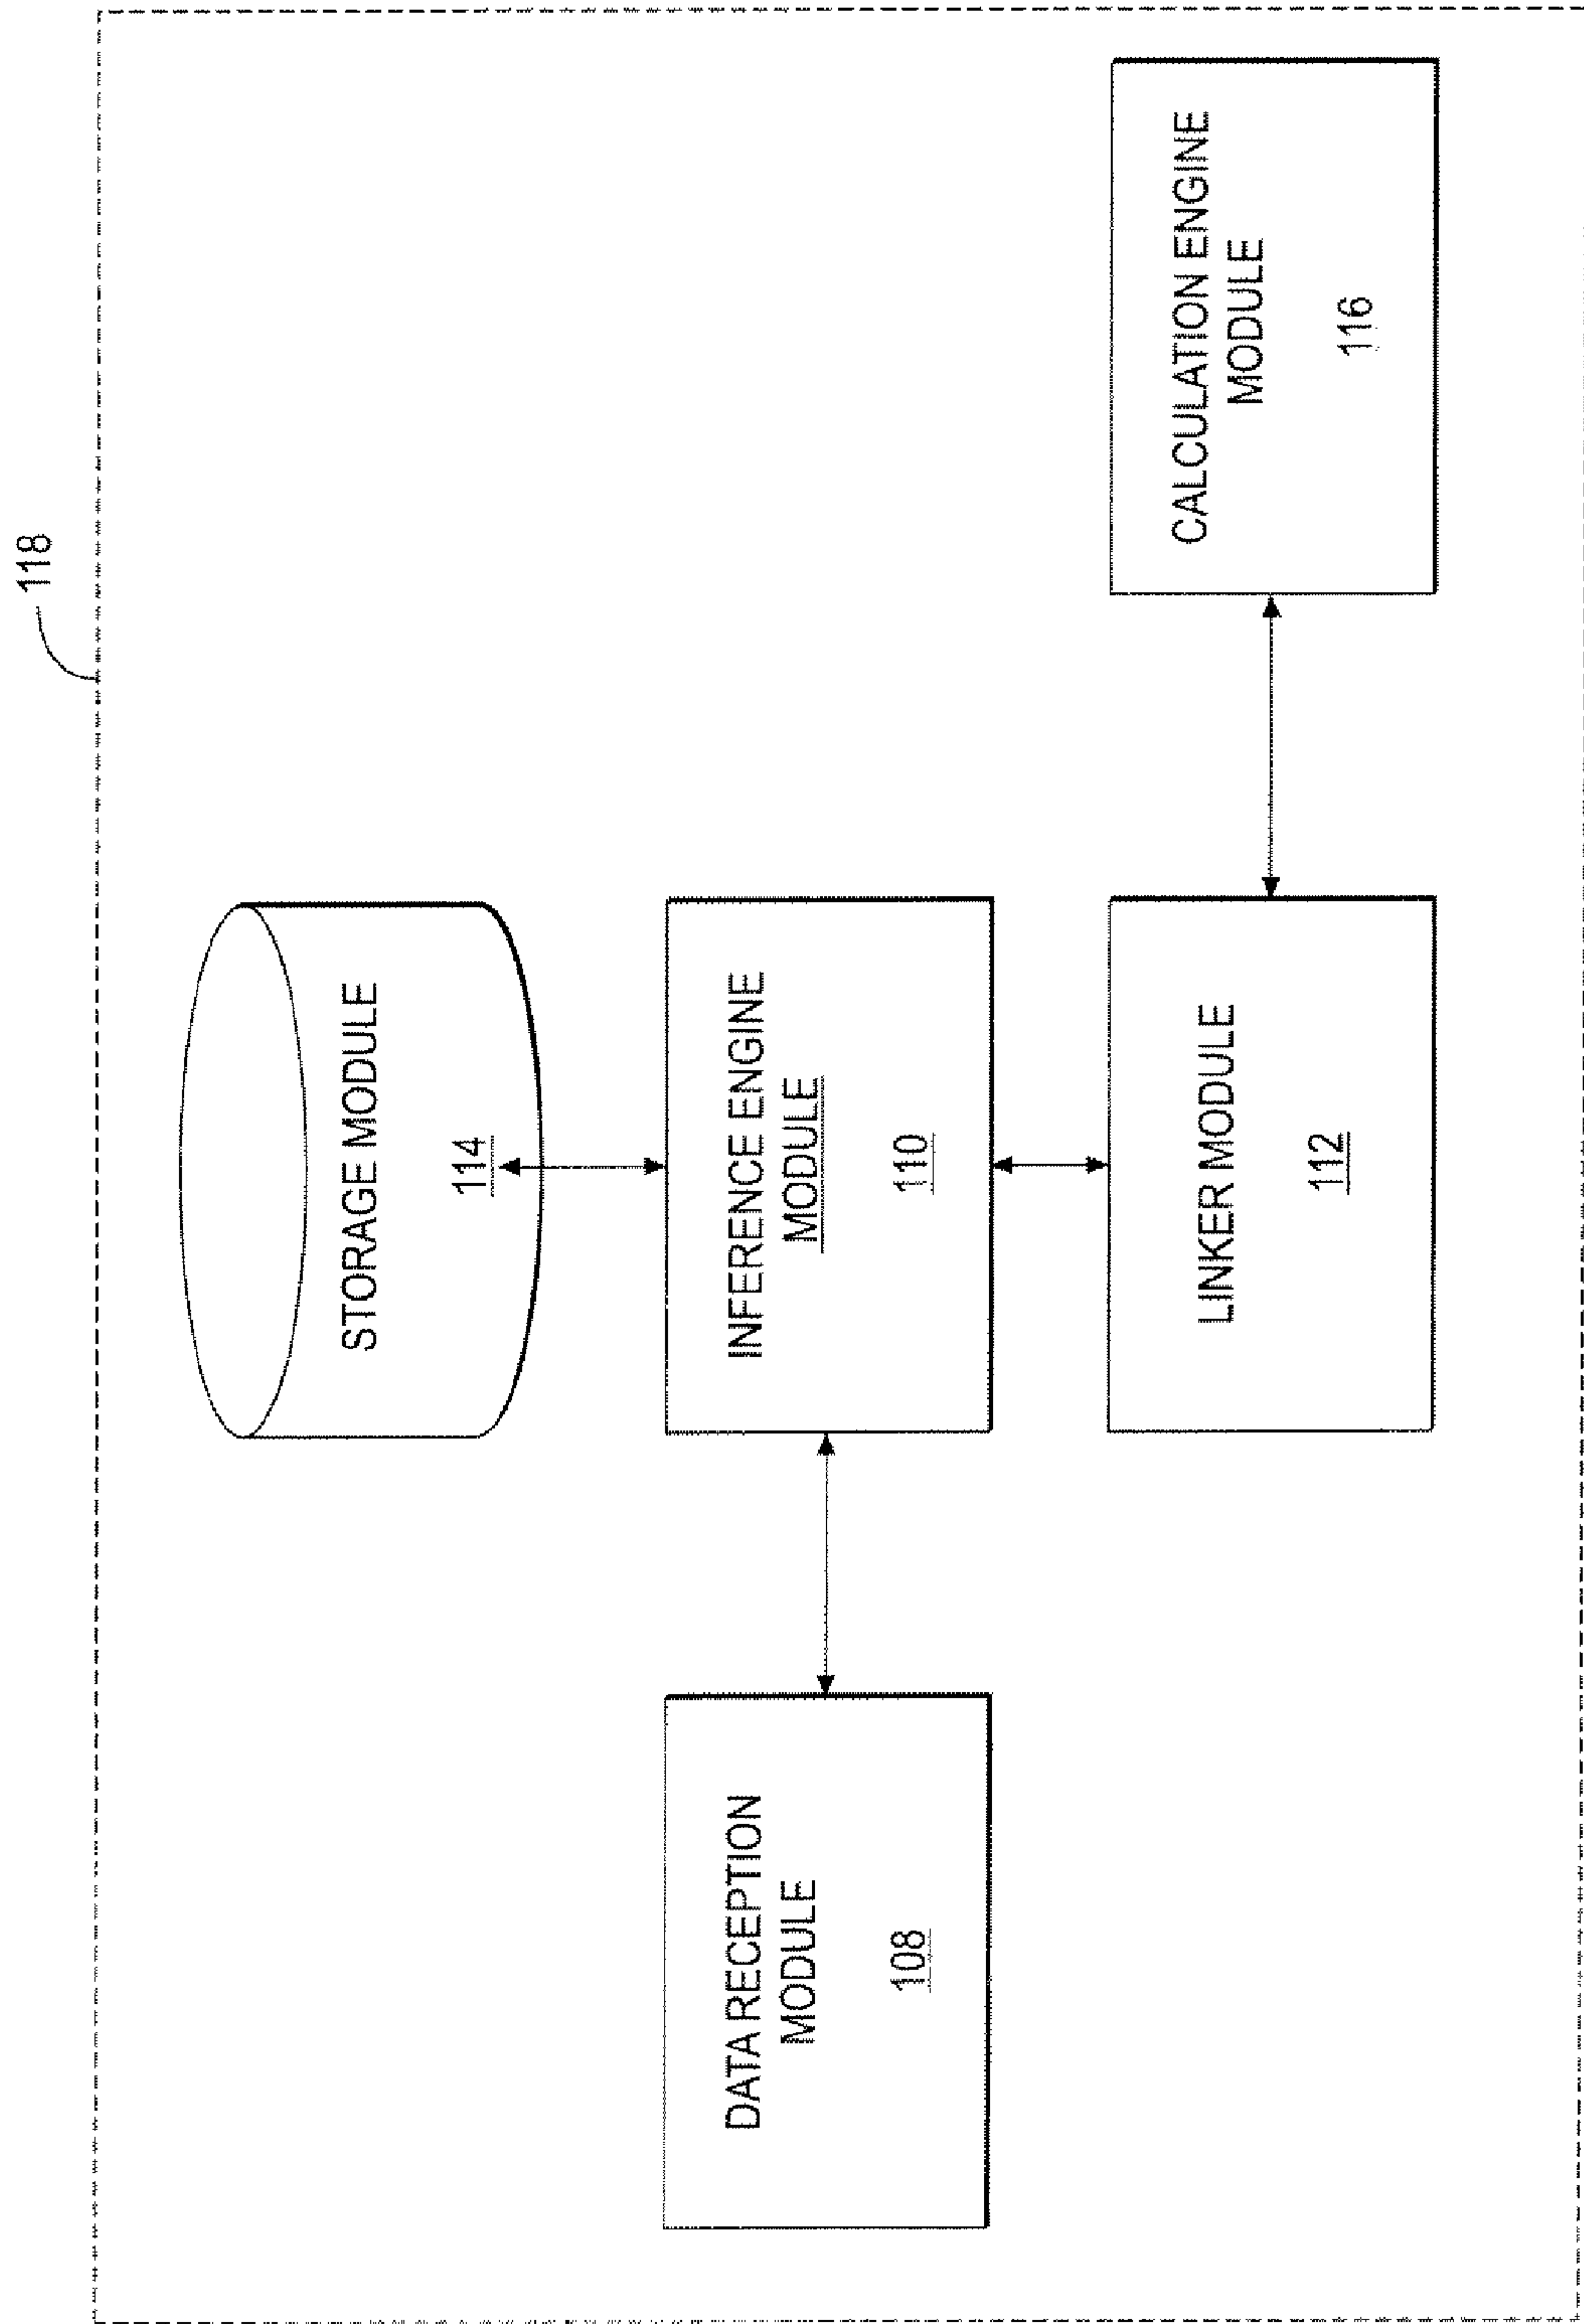 118
STORAGE MODULE
114
DATA RECEPTION
MODULE
108
INFERENCE ENGINE
MODULE
110
LINKER MODULE
112
CALCULATION ENGINE
MODULE
116